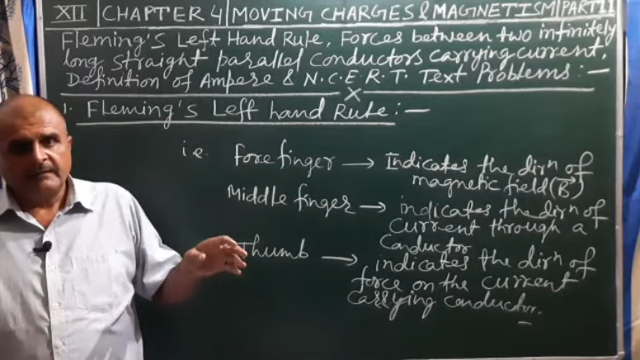 XII | CHAPTER 4 | MOVING CHARGES & MAGNETISM | PART 11
Fleming's Left Hand Rule, Forces between two infinitely
long straight parallel conductors carrying current,
Definition of Ampere & N.C.E.R.T. Text Problems:—
1. Fleming's Left hand Rule:—
i.e. Forefinger → Indicates the dirⁿ of
magnetic field (B⃗)
Middle finger → indicates the dirⁿ of
current through a
conductor
Thumb → indicates the dirⁿ of
force on the current
carrying conductor.